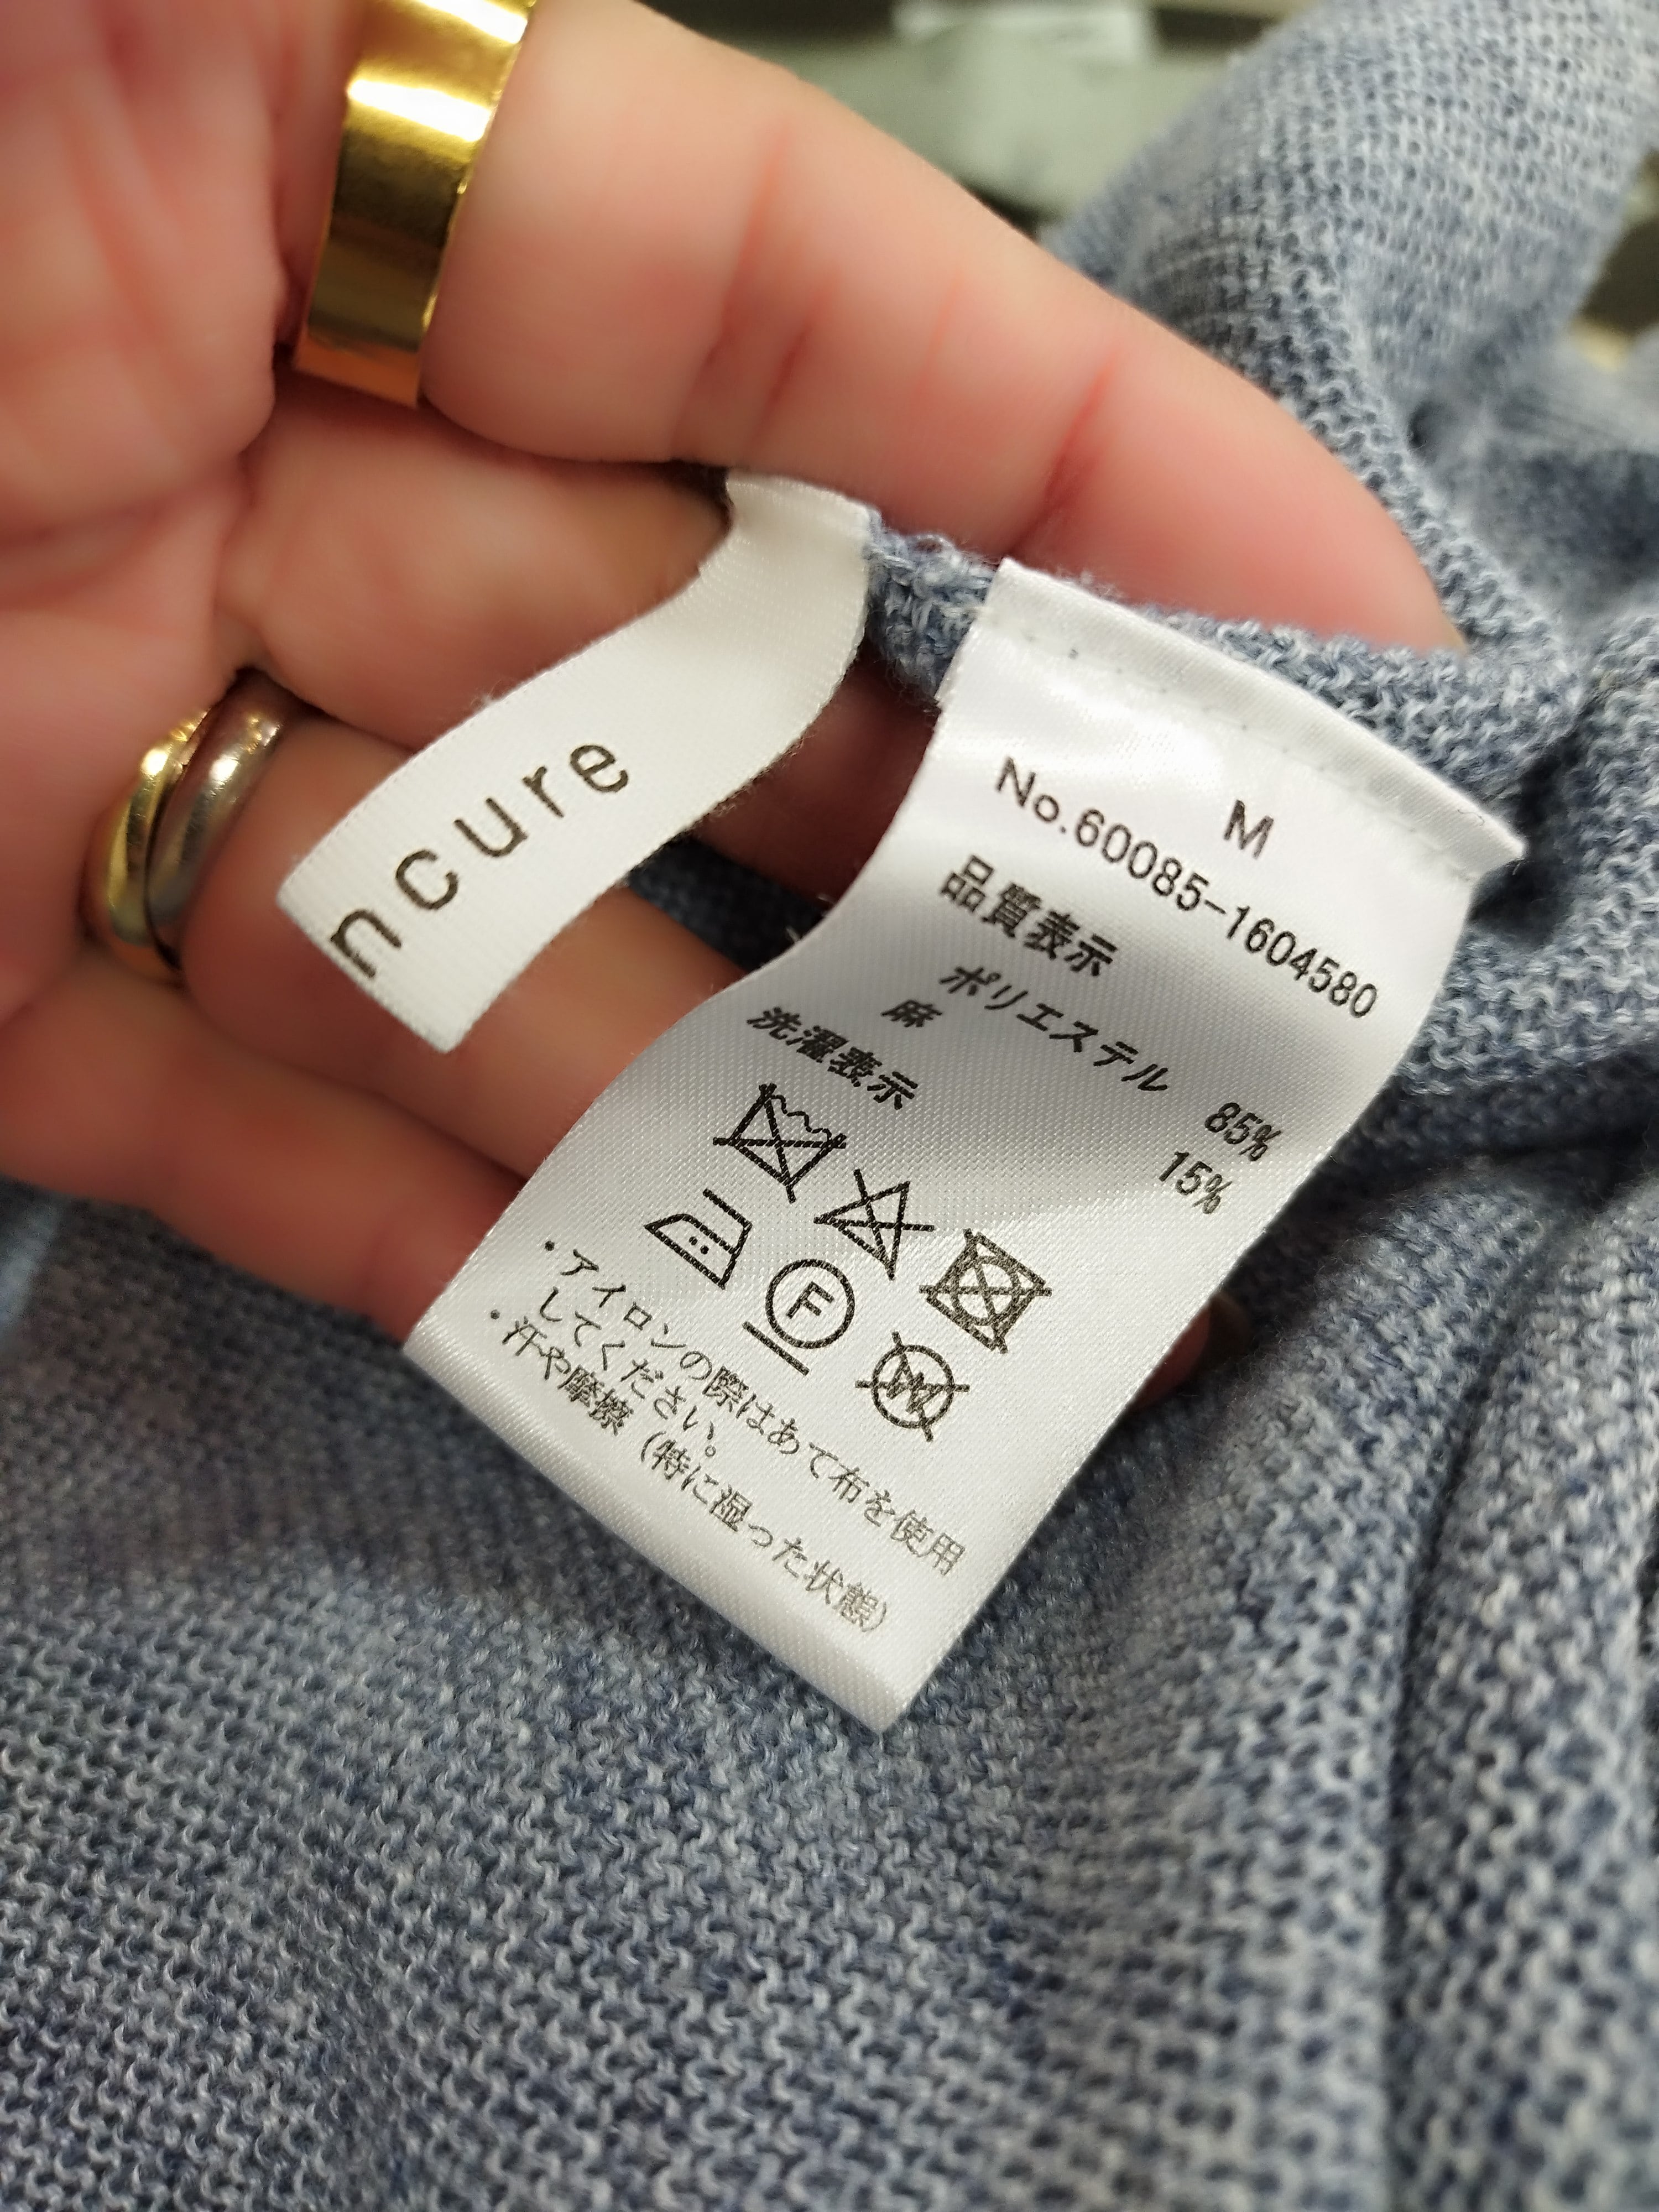 ncure
M
No.60085-1604580
品質表示
ポリエステル 85%
麻 15%
洗濯表示
F
W
・アイロンの際はあて布を使用
してください。
・汗や摩擦（特に湿った状態）